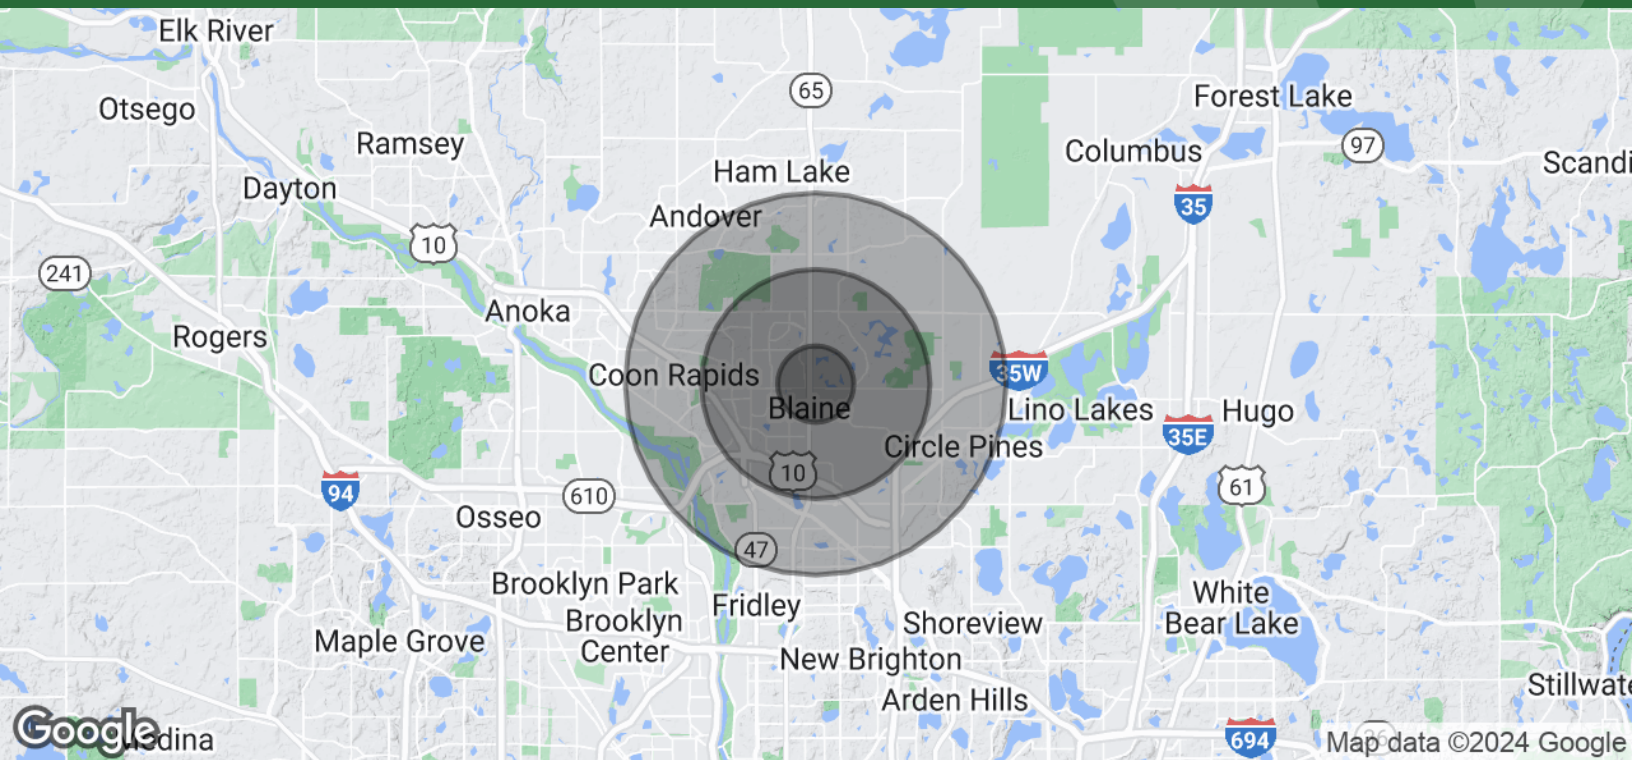 Elk River
Otsego
65
Forest Lake
Ramsey
97
Columbus
Scandi
Ham Lake
Dayton
35
Andover
10
241
Anoka
Rogers
35W
Coon Rapids
Blaine
Lino Lakes
Hugo
35E
Circle Pines
10
61
94
610
Osseo
47
Brooklyn Park
White
Bear Lake
Fridley
Brooklyn
Center
Shoreview
Maple Grove
New Brighton
Stillwate
Arden Hills
Google
Medina
694
36
Map data ©2024 Google